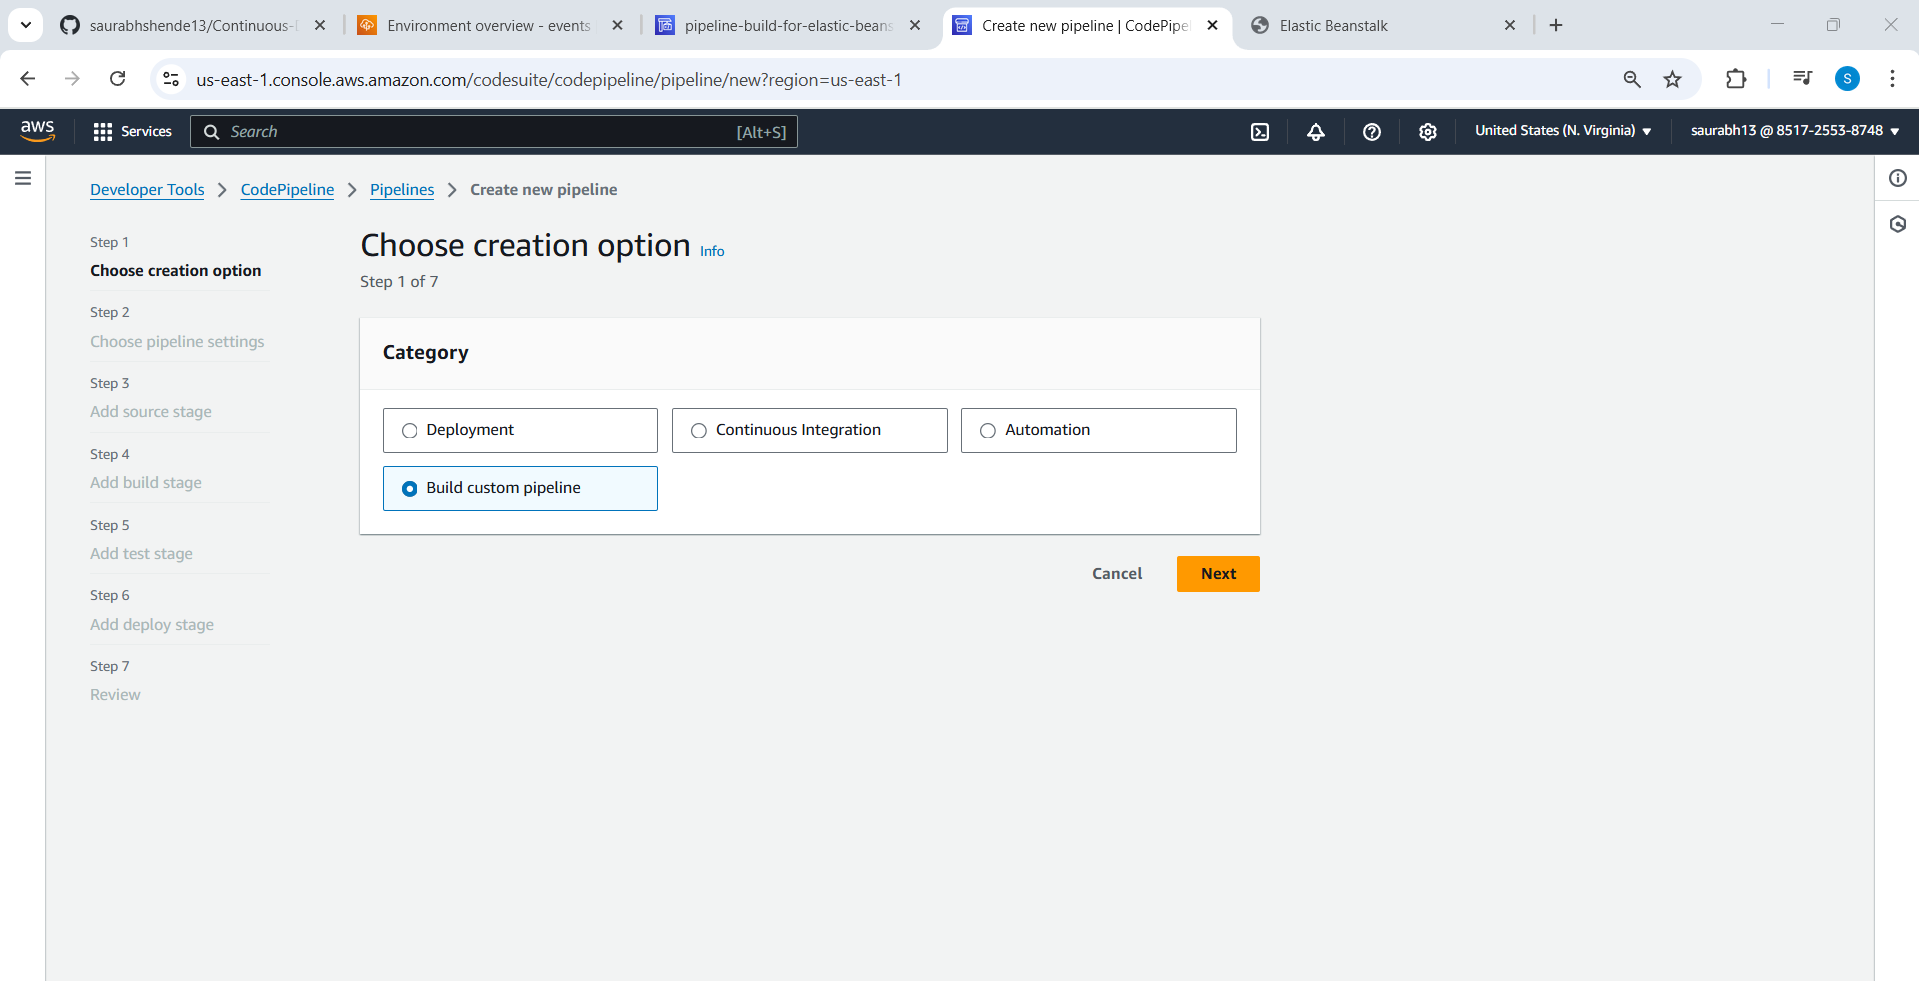 saurabhshende13/Continuous-D
Environment overview - events
pipeline-build-for-elastic-beans
Create new pipeline | CodePipel
Elastic Beanstalk
us-east-1.console.aws.amazon.com/codesuite/codepipeline/pipeline/new?region=us-east-1
S
aws
Services
Search
[Alt+S]
United States (N. Virginia)
saurabh13 @ 8517-2553-8748
Developer Tools
CodePipeline
Pipelines
Create new pipeline
Step 1
Choose creation option
Step 2
Choose pipeline settings
Step 3
Add source stage
Step 4
Add build stage
Step 5
Add test stage
Step 6
Add deploy stage
Step 7
Review
Choose creation option Info
Step 1 of 7
Category
Deployment
Continuous Integration
Automation
Build custom pipeline
Cancel
Next